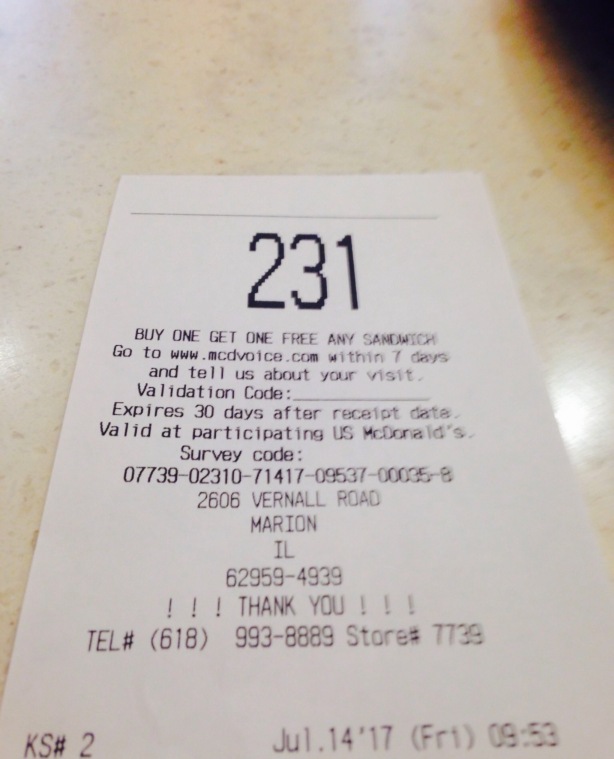 231
BUY ONE GET ONE FREE ANY SANDWICH
Go to www.mcdvoice.com within 7 days
and tell us about your visit.
Validation Code:_______________
Expires 30 days after receipt date.
Valid at participating US McDonald's.
Survey code:
07739-02310-71417-09537-00035-8
2606 VERNALL ROAD
MARION
IL
62959-4939
! ! ! THANK YOU ! ! !
TEL# (618) 993-8889 Store# 7739
KS# 2 Jul.14'17 (Fri) 09:53